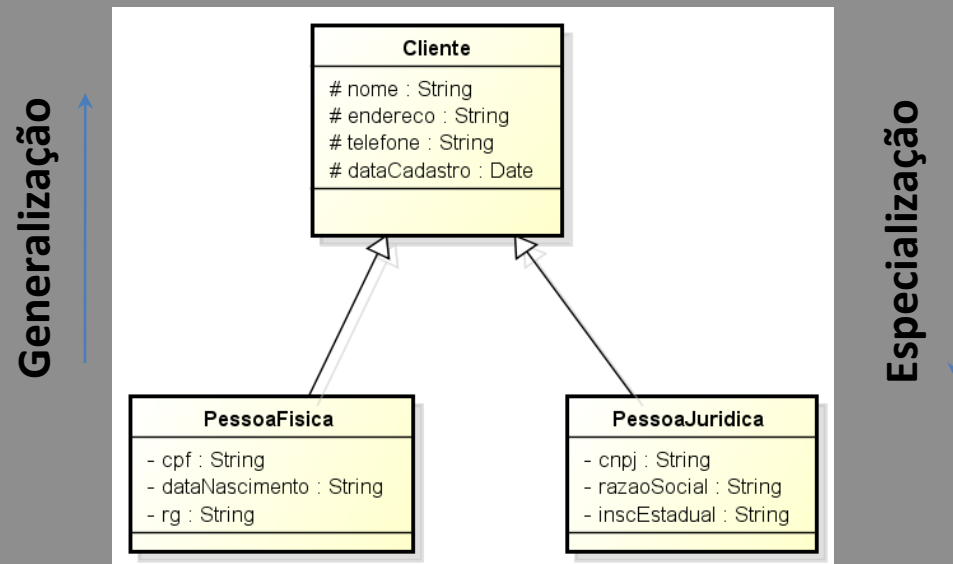 Generalização
Cliente
# nome : String
# endereco : String
# telefone : String
# dataCadastro : Date
Especialização
PessoaFisica
- cpf : String
- dataNascimento : String
- rg : String
PessoaJuridica
- cnpj : String
- razaoSocial : String
- inscEstadual : String